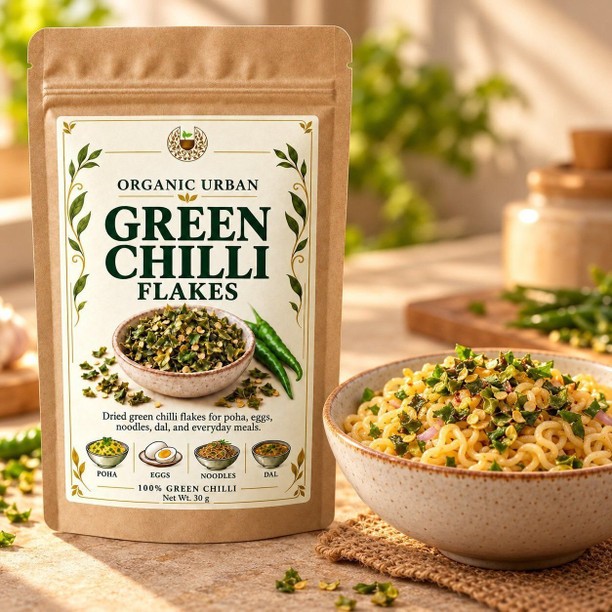 ORGANIC URBAN
GREEN
CHILLI
FLAKES
Dried green chilli flakes for poha, eggs,
noodles, dal, and everyday meals.
POHA
EGGS
NOODLES
DAL
100% GREEN CHILLI
Net Wt. 30 g